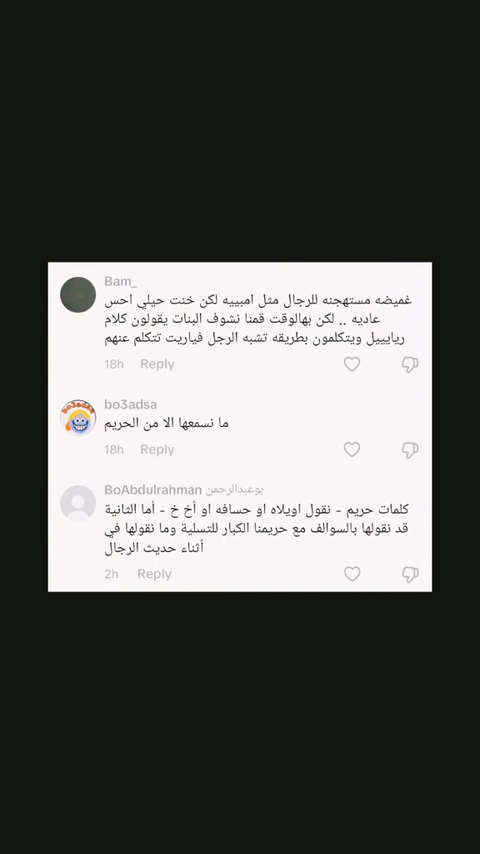 Bam_
غميضه مستهجنه للرجال مثل امبييه لكن خنت حيلي احس
عاديه .. لكن بهالوقت قمنا نشوف البنات يقولون كلام
رياييييل ويتكلمون بطريقه تشبه الرجل فياريت تتكلم عنهم
18h Reply
bo3adsa
ما نسمعها الا من الحريم
18h Reply
BoAbdulrahman بوعبدالرحمن
كلمات حريم - نقول اويلاه او حسافه او أخ خ - أما الثانية
قد نقولها بالسوالف مع حريمنا الكبار للتسلية وما نقولها في
أثناء حديث الرجال
2h Reply